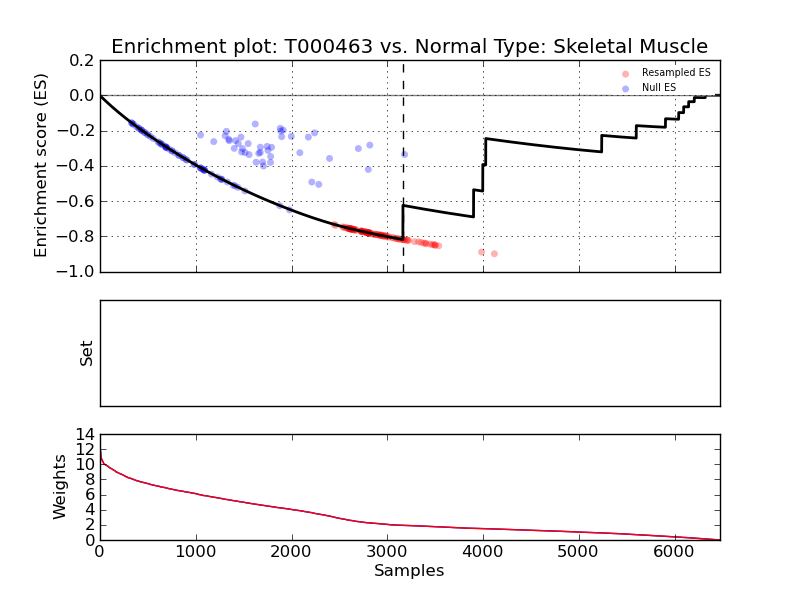 Enrichment plot: T000463 vs. Normal Type: Skeletal Muscle
Enrichment score (ES)
0.2
0.0
−0.2
−0.4
−0.6
−0.8
−1.0
Resampled ES
Null ES
Set
Weights
14
12
10
8
6
4
2
0
0 1000 2000 3000 4000 5000 6000
Samples